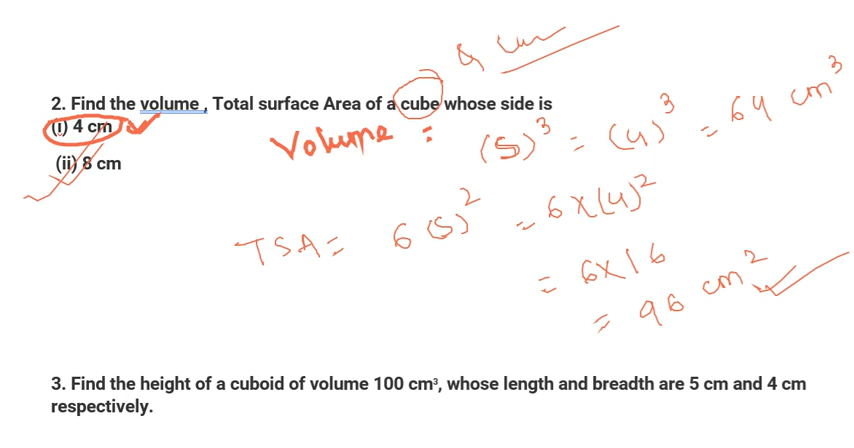 4 cm
2. Find the volume , Total surface Area of a cube whose side is
(i) 4 cm
Volume = (S)³ = (4)³ = 64 cm³
(ii) 8 cm
TSA = 6(S)² = 6×(4)²
= 6×16
= 96 cm²
3. Find the height of a cuboid of volume 100 cm³, whose length and breadth are 5 cm and 4 cm
respectively.